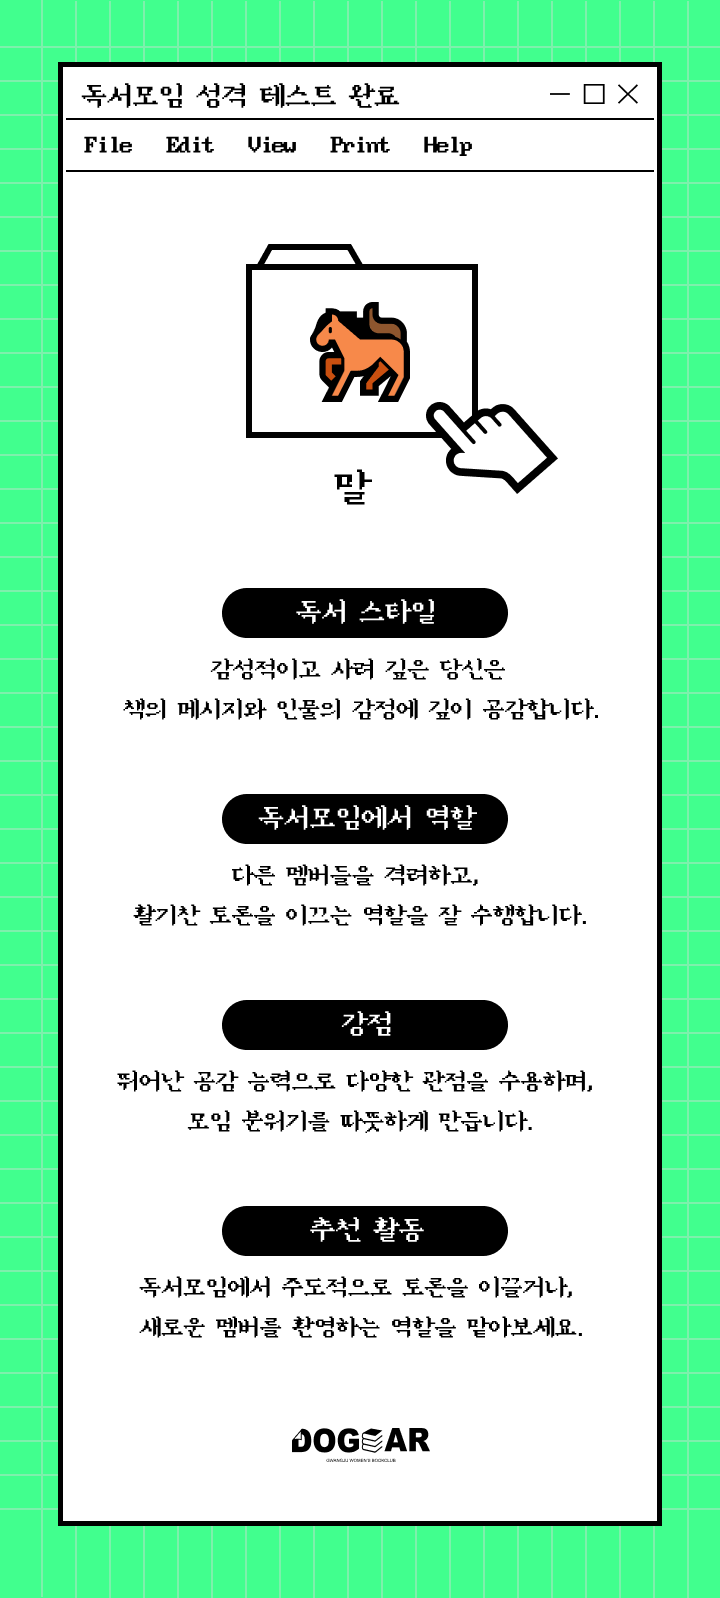 독서모임 성격 테스트 완료
File Edit View Print Help
말
독서 스타일
감성적이고 사려 깊은 당신은
책의 메시지와 인물의 감정에 깊이 공감합니다.
독서모임에서 역할
다른 멤버들을 격려하고,
활기찬 토론을 이끄는 역할을 잘 수행합니다.
강점
뛰어난 공감 능력으로 다양한 관점을 수용하며,
모임 분위기를 따뜻하게 만듭니다.
추천 활동
독서모임에서 주도적으로 토론을 이끌거나,
새로운 멤버를 환영하는 역할을 맡아보세요.
DOGEAR
GWANGJU WOMEN'S BOOKCLUB